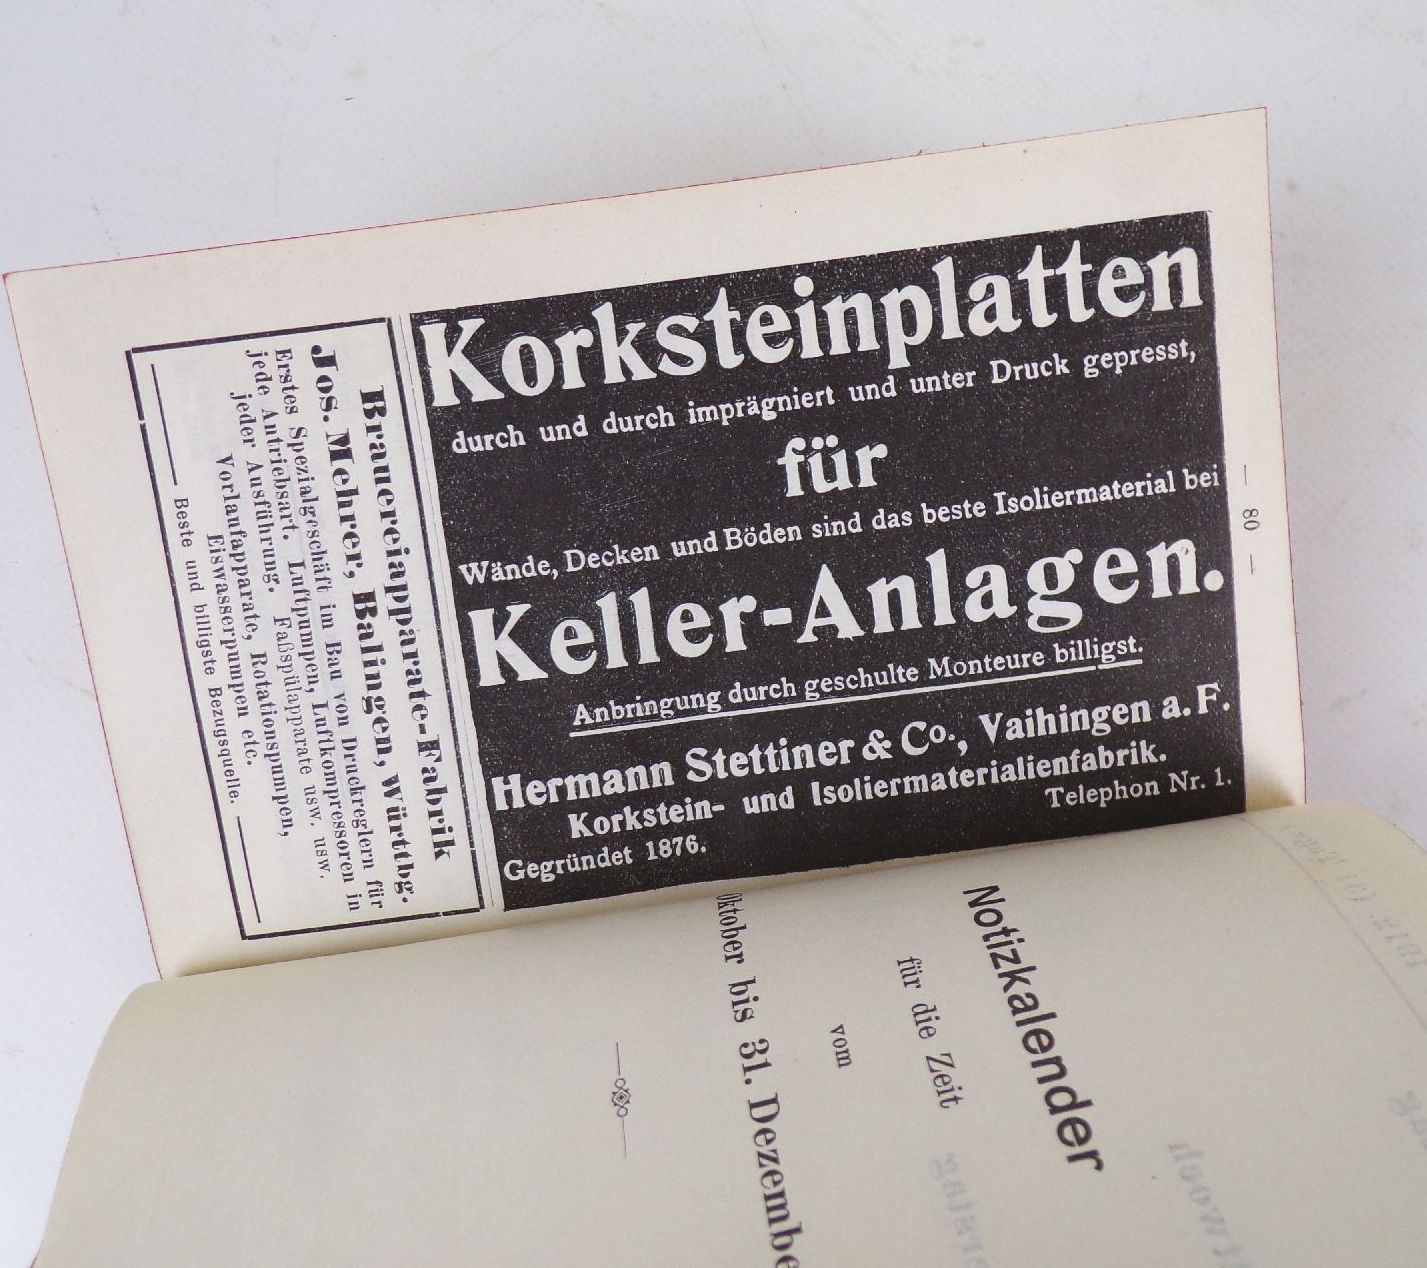 — 80 —
Korksteinplatten
durch und durch imprägniert und unter Druck gepresst,
für
Wände, Decken und Böden sind das beste Isoliermaterial bei
Keller-Anlagen.
Anbringung durch geschulte Monteure billigst.
Hermann Stettiner & Co., Vaihingen a. F.
Korkstein- und Isoliermaterialienfabrik.
Gegründet 1876.
Telephon Nr. 1.
Brauereiapparate-Fabrik
Jos. Mehrer, Balingen, Württbg.
Erstes Spezialgeschäft im Bau von Druckreglern für
jede Antriebsart. Luftpumpen, Luftkompressoren in
jeder Ausführung. Faßspülapparate usw. usw.
Vorlaufapparate, Rotationspumpen,
Eiswasserpumpen etc.
Beste und billigste Bezugsquelle.
Notizkalender
für die Zeit
vom
Oktober bis 31. Dezembe